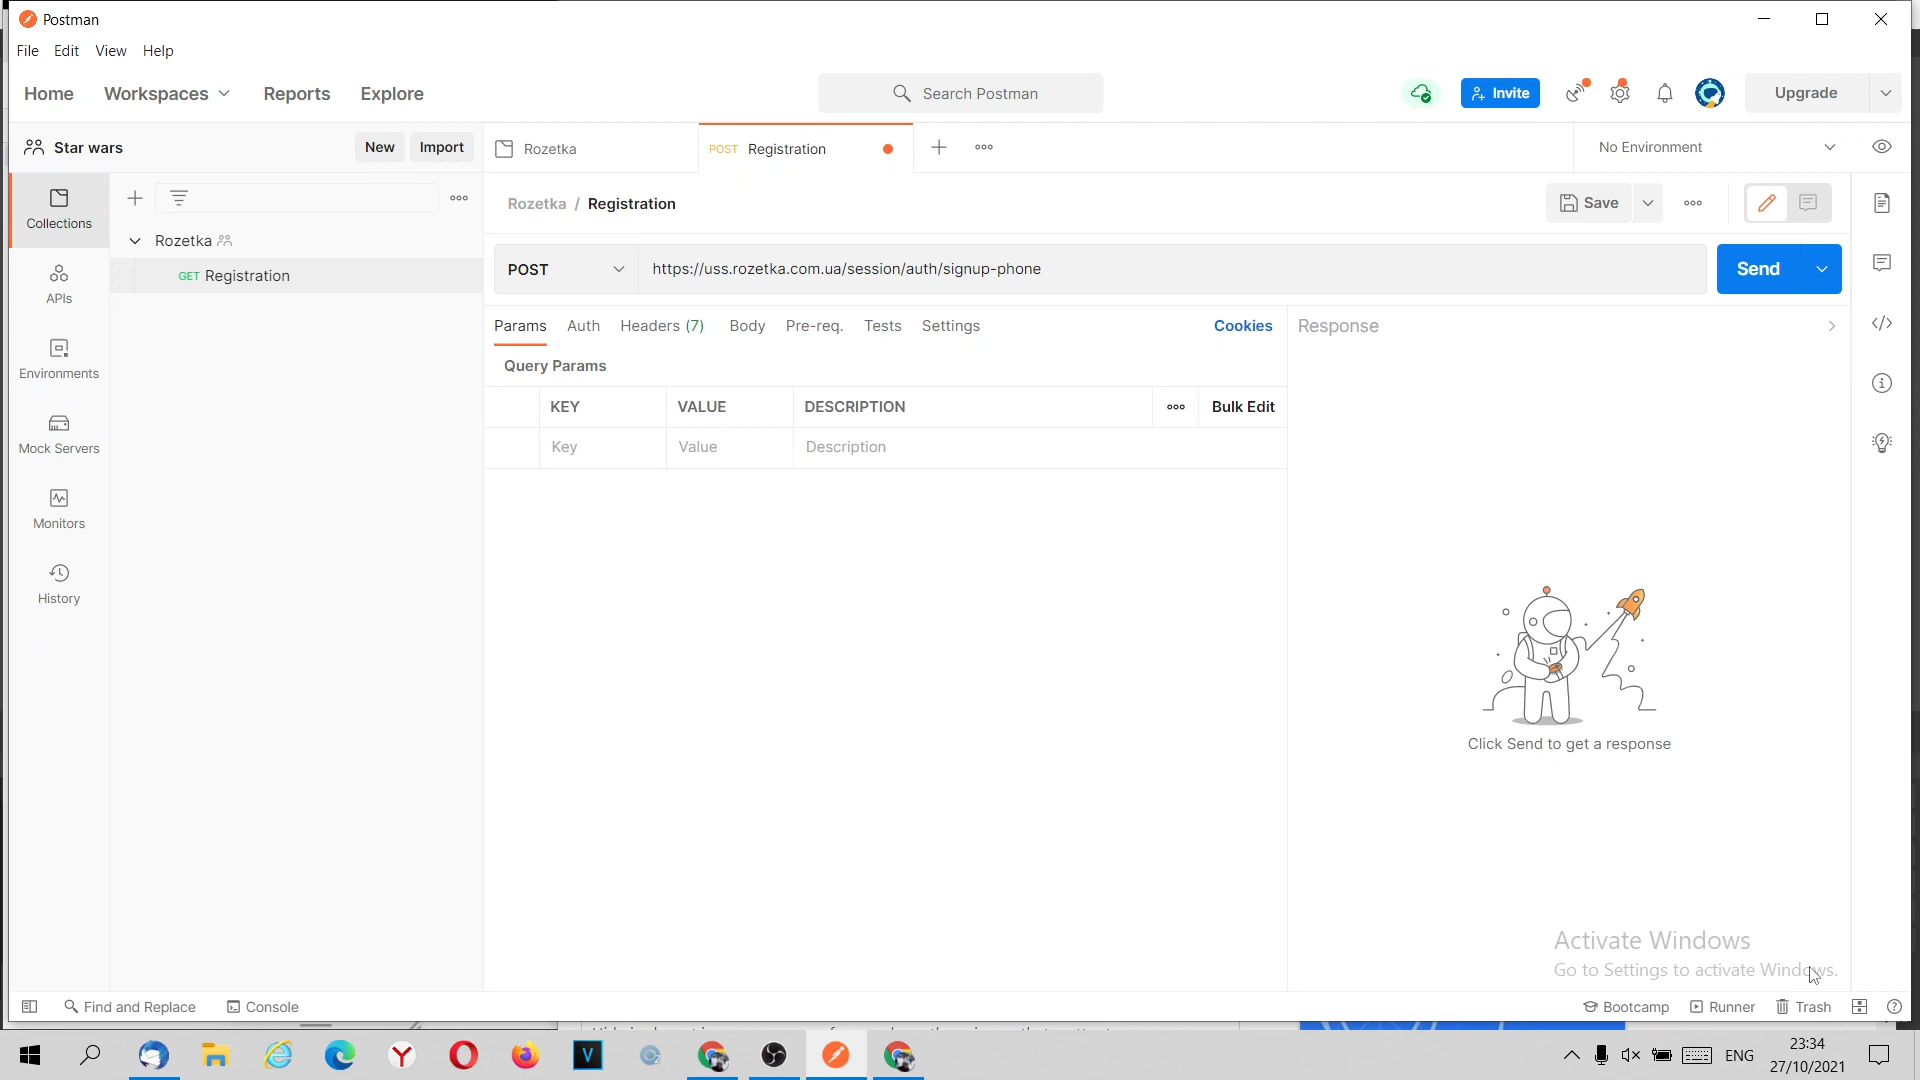 Postman
File Edit View Help
Home Workspaces Reports Explore Search Postman Invite Upgrade
Star wars New Import Rozetka POST Registration No Environment
Collections
Rozetka / Registration Save
Rozetka
GET Registration
POST https://uss.rozetka.com.ua/session/auth/signup-phone Send
APIs
Params Auth Headers (7) Body Pre-req. Tests Settings Cookies Response
Query Params
Environments
KEY VALUE DESCRIPTION Bulk Edit
Key Value Description
Mock Servers
Monitors
History
Click Send to get a response
Activate Windows
Go to Settings to activate Windows.
Find and Replace Console Bootcamp Runner Trash
ENG
23:34
27/10/2021